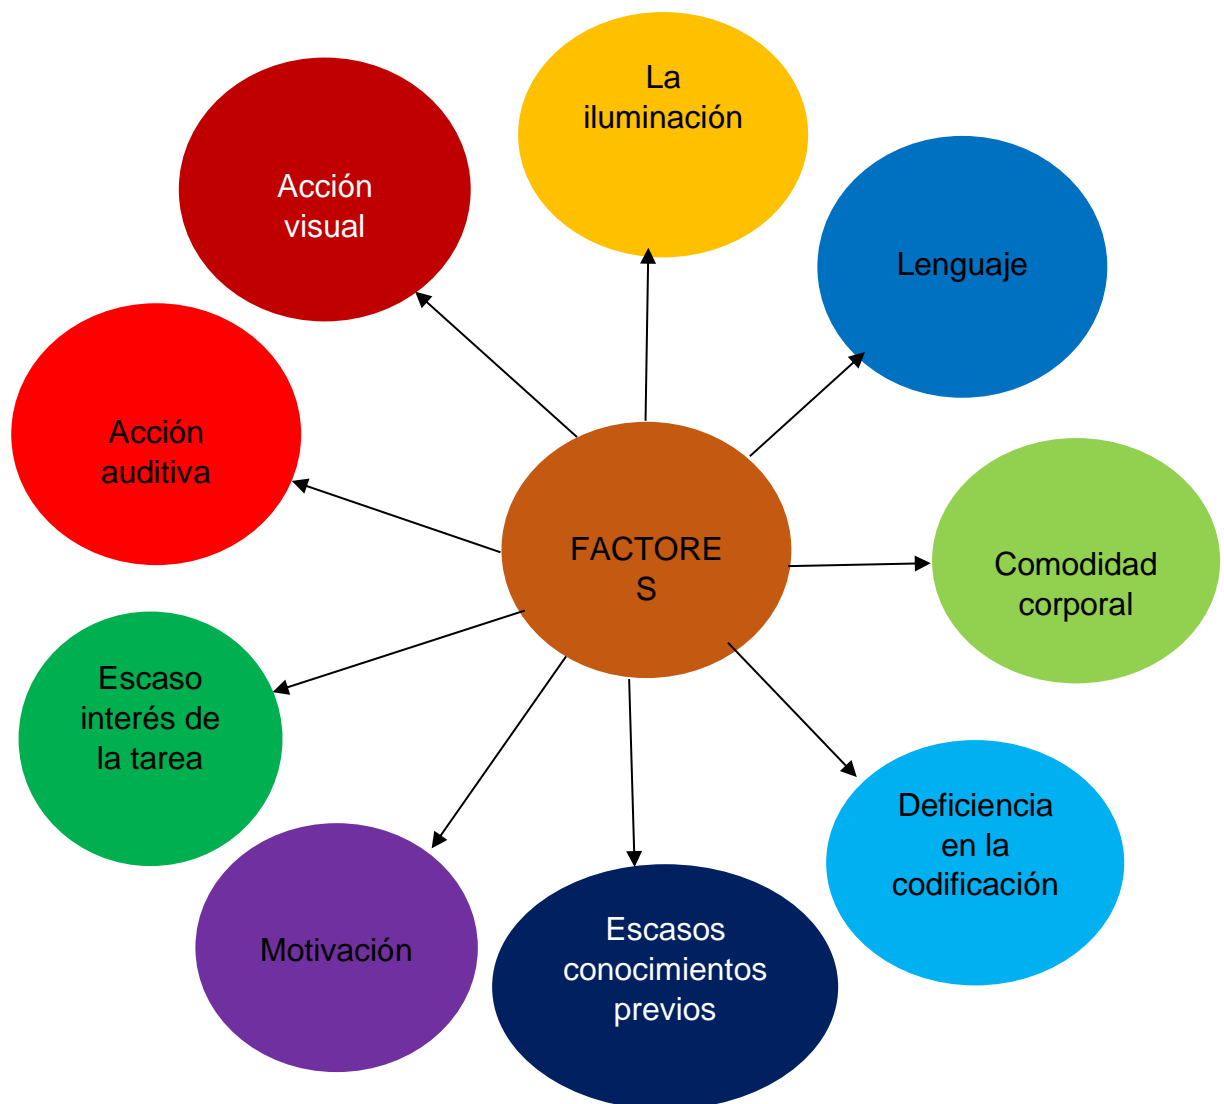 La
iluminación
Acción
visual
Lenguaje
Acción
auditiva
FACTORE
S
Comodidad
corporal
Escaso
interés de
la tarea
Deficiencia
en la
codificación
Motivación
Escasos
conocimientos
previos